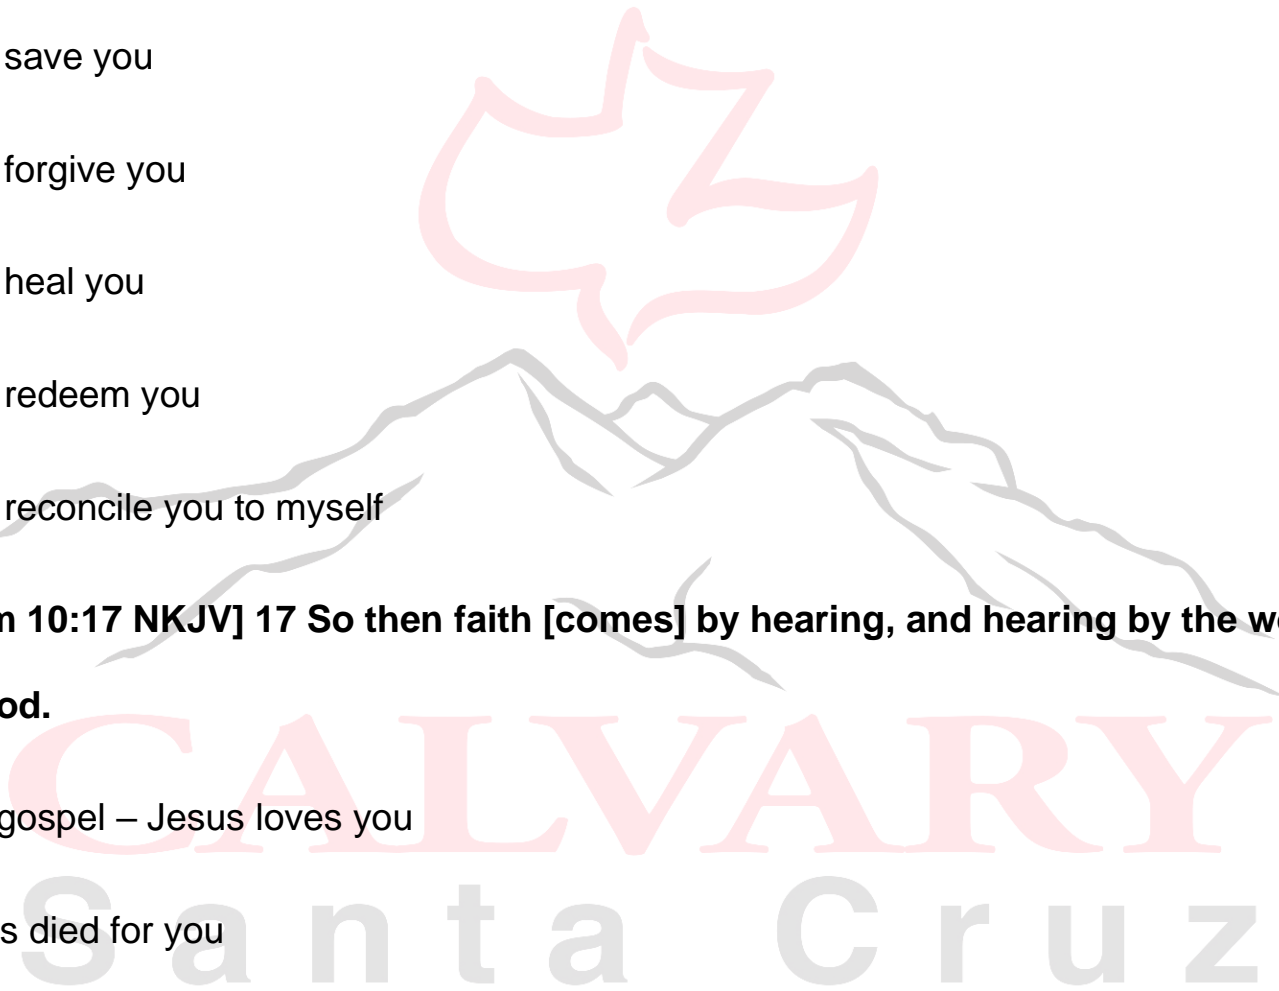 save you
forgive you
heal you
redeem you
reconcile you to myself
m 10:17 NKJV] 17 So then faith [comes] by hearing, and hearing by the w
od.
gospel – Jesus loves you
s died for you
CALVARY
Santa Cruz